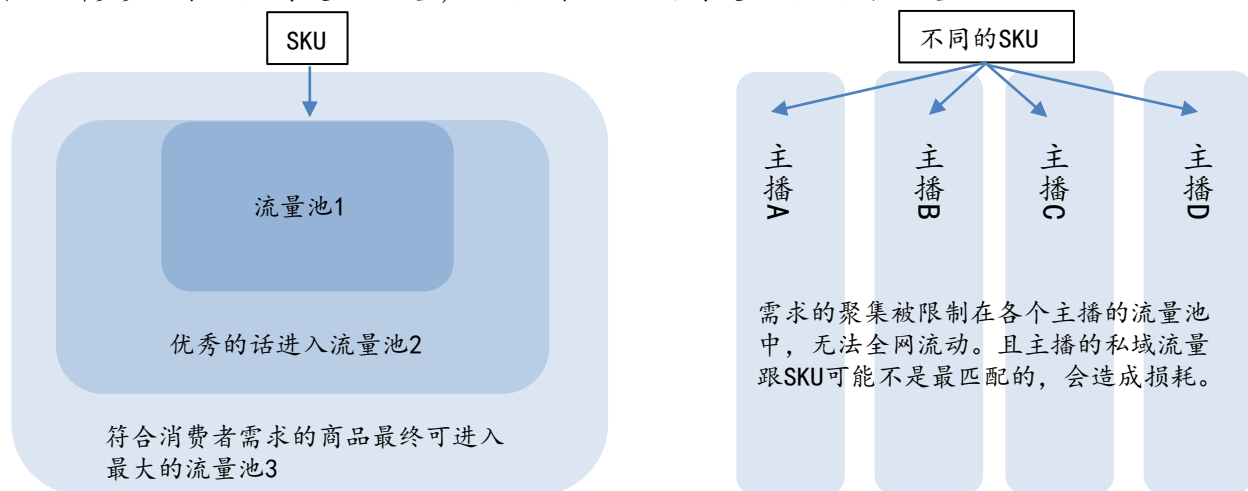 SKU
流量池1
优秀的话进入流量池2
符合消费者需求的商品最终可进入
最大的流量池3
不同的SKU
主播A
主播B
主播C
主播D
需求的聚集被限制在各个主播的流量池
中，无法全网流动。且主播的私域流量
跟SKU可能不是最匹配的，会造成损耗。